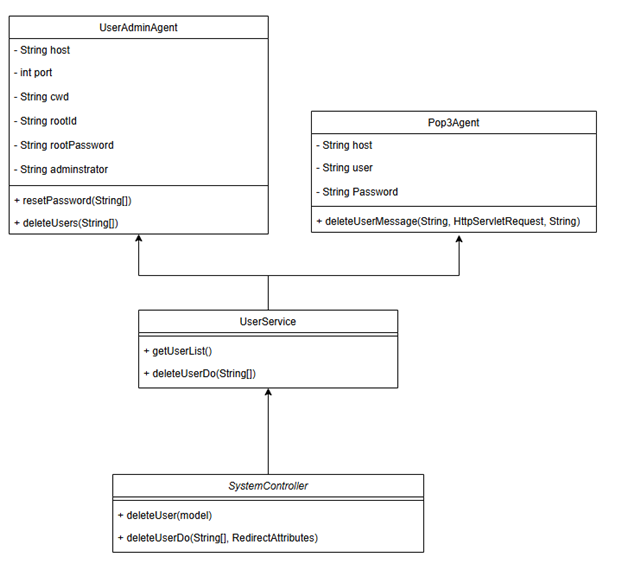 UserAdminAgent
- String host
- int port
- String cwd
- String rootId
- String rootPassword
- String adminstrator
+ resetPassword(String[])
+ deleteUsers(String[])
Pop3Agent
- String host
- String user
- String Password
+ deleteUserMessage(String, HttpServletRequest, String)
UserService
+ getUserList()
+ deleteUserDo(String[])
SystemController
+ deleteUser(model)
+ deleteUserDo(String[], RedirectAttributes)